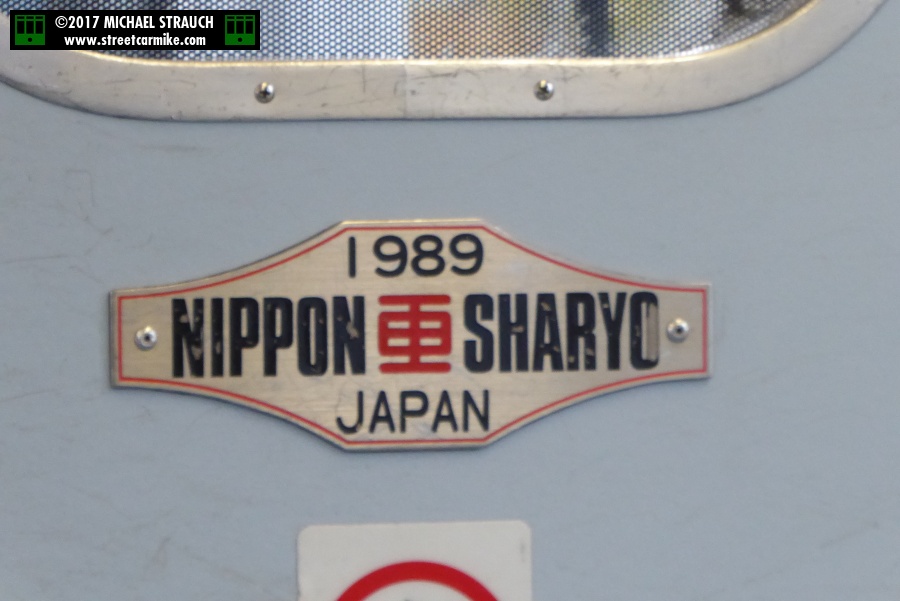 ©2017 MICHAEL STRAUCH
www.streetcarmike.com
1989
NIPPON 車 SHARYO
JAPAN